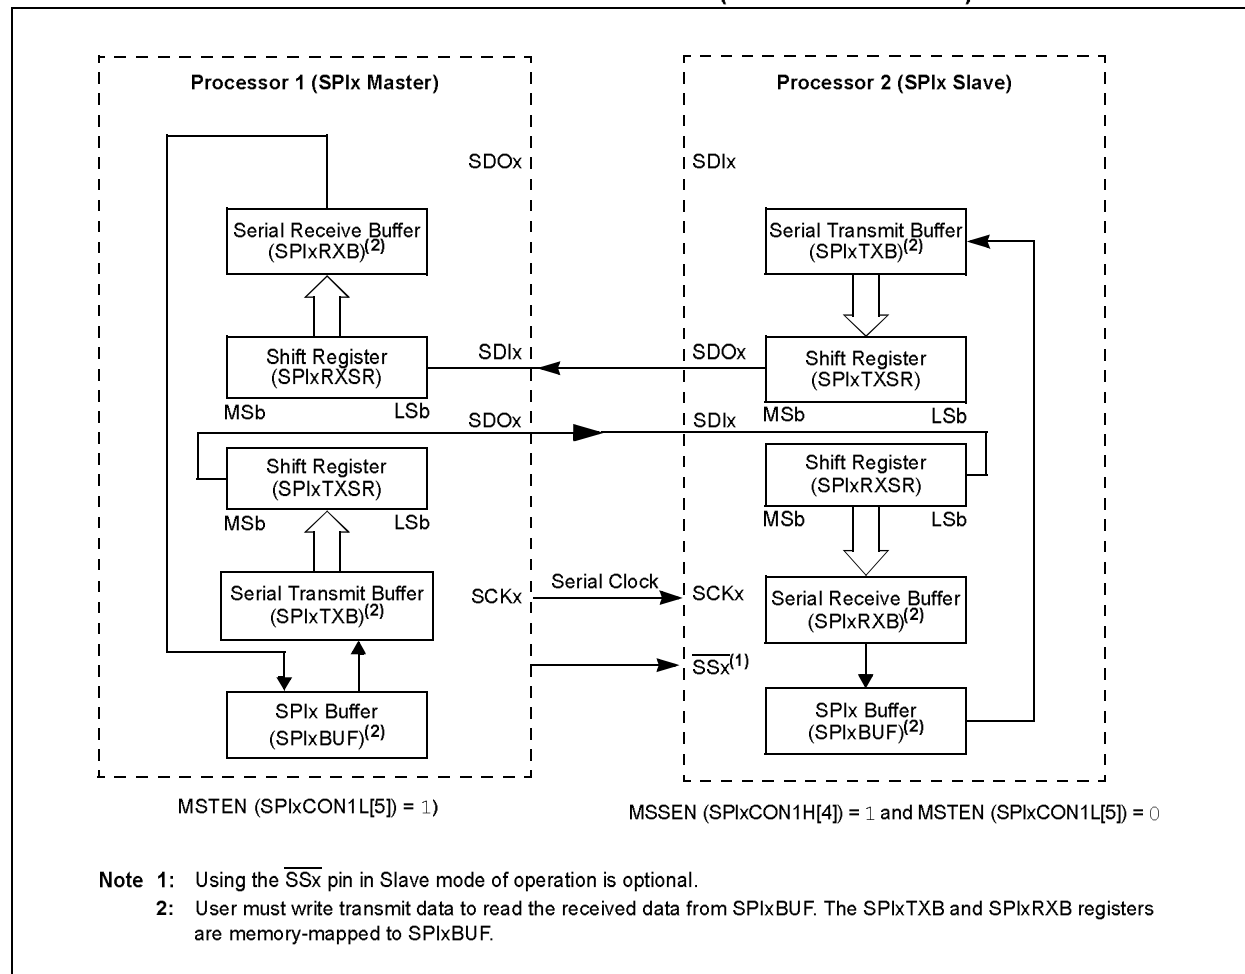 Processor 1 (SPIx Master)
Processor 2 (SPIx Slave)
SDOx
SDIx
Serial Receive Buffer
(SPIxRXB)(2)
Serial Transmit Buffer
(SPIxTXB)(2)
Shift Register
(SPIxRXSR)
SDIx
SDOx
Shift Register
(SPIxTXSR)
MSb
LSb
MSb
LSb
SDOx
SDIx
Shift Register
(SPIxTXSR)
Shift Register
(SPIxRXSR)
MSb
LSb
MSb
LSb
Serial Transmit Buffer
(SPIxTXB)(2)
SCKx
Serial Clock
SCKx
Serial Receive Buffer
(SPIxRXB)(2)
SSx(1)
SPIx Buffer
(SPIxBUF)(2)
SPIx Buffer
(SPIxBUF)(2)
MSTEN (SPIxCON1L[5]) = 1)
MSSEN (SPIxCON1H[4]) = 1 and MSTEN (SPIxCON1L[5]) = 0
Note 1: Using the SSx pin in Slave mode of operation is optional.
2: User must write transmit data to read the received data from SPIxBUF. The SPIxTXB and SPIxRXB registers
are memory-mapped to SPIxBUF.